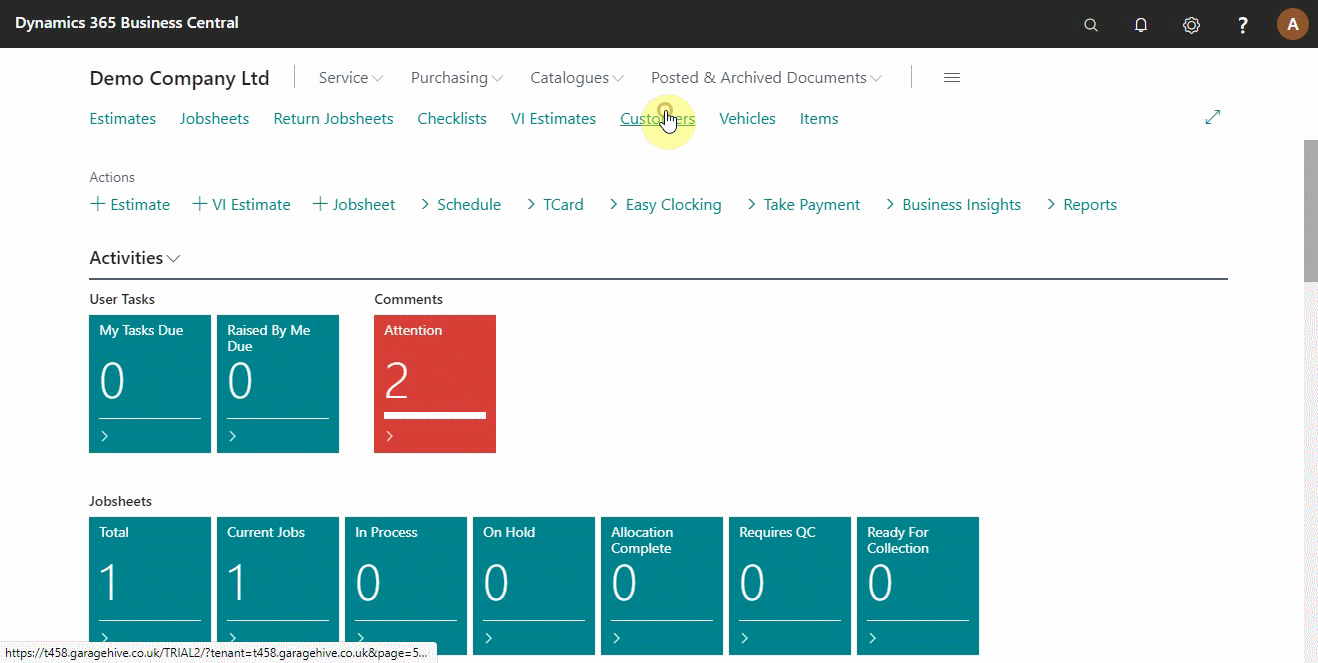 Dynamics 365 Business Central
?
A
Demo Company Ltd
Service
Purchasing
Catalogues
Posted & Archived Documents
Estimates
Jobsheets
Return Jobsheets
Checklists
VI Estimates
Customers
Vehicles
Items
Actions
+ Estimate
+ VI Estimate
+ Jobsheet
> Schedule
> TCard
> Easy Clocking
> Take Payment
> Business Insights
> Reports
Activities
User Tasks
Comments
My Tasks Due
0
Raised By Me
Due
0
Attention
2
Jobsheets
Total
1
Current Jobs
1
In Process
0
On Hold
0
Allocation
Complete
0
Requires QC
0
Ready For
Collection
0
https://t458.garagehive.co.uk/TRIAL2/?tenant=t458.garagehive.co.uk&page=5...